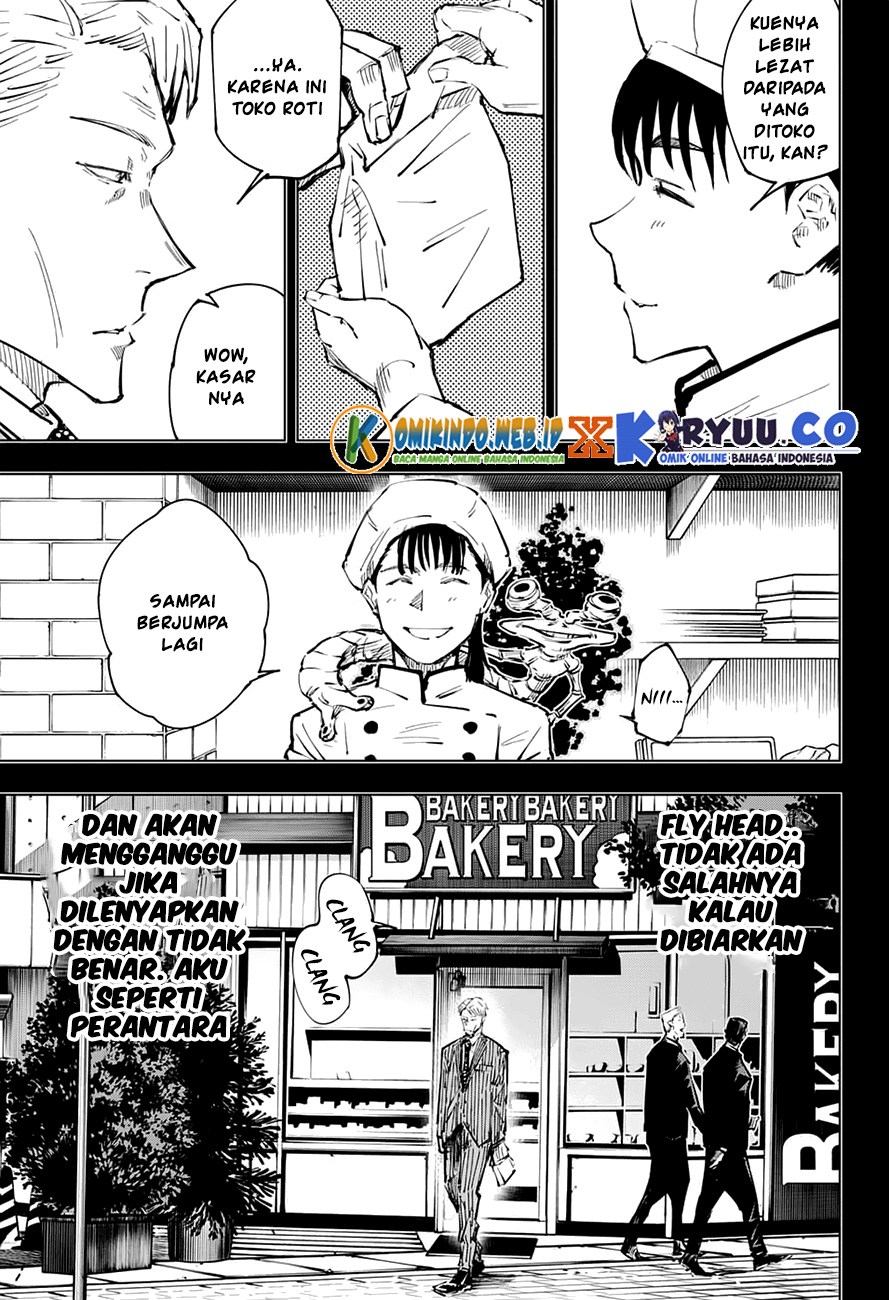 KUENYA
LEBIH
LEZAT
DARIPADA
YANG
DITOKO
ITU, KAN?
...YA.
KARENA INI
TOKO ROTI
WOW,
KASAR
NYA
KOMIKINDO.WEB.ID X KIRYUU.CO
BACA MANGA ONLINE BAHASA INDONESIA
KOMIK ONLINE BAHASA INDONESIA
SAMPAI
BERJUMPA
LAGI
NIII...
BAKERY BAKERY
BAKERY
FLY HEAD..
TIDAK ADA
SALAHNYA
KALAU
DIBIARKAN
DAN AKAN
MENGGANGGU
JIKA
DILENYAPKAN
DENGAN TIDAK
BENAR. AKU
SEPERTI
PERANTARA
CLANG
CLANG
BAKERY